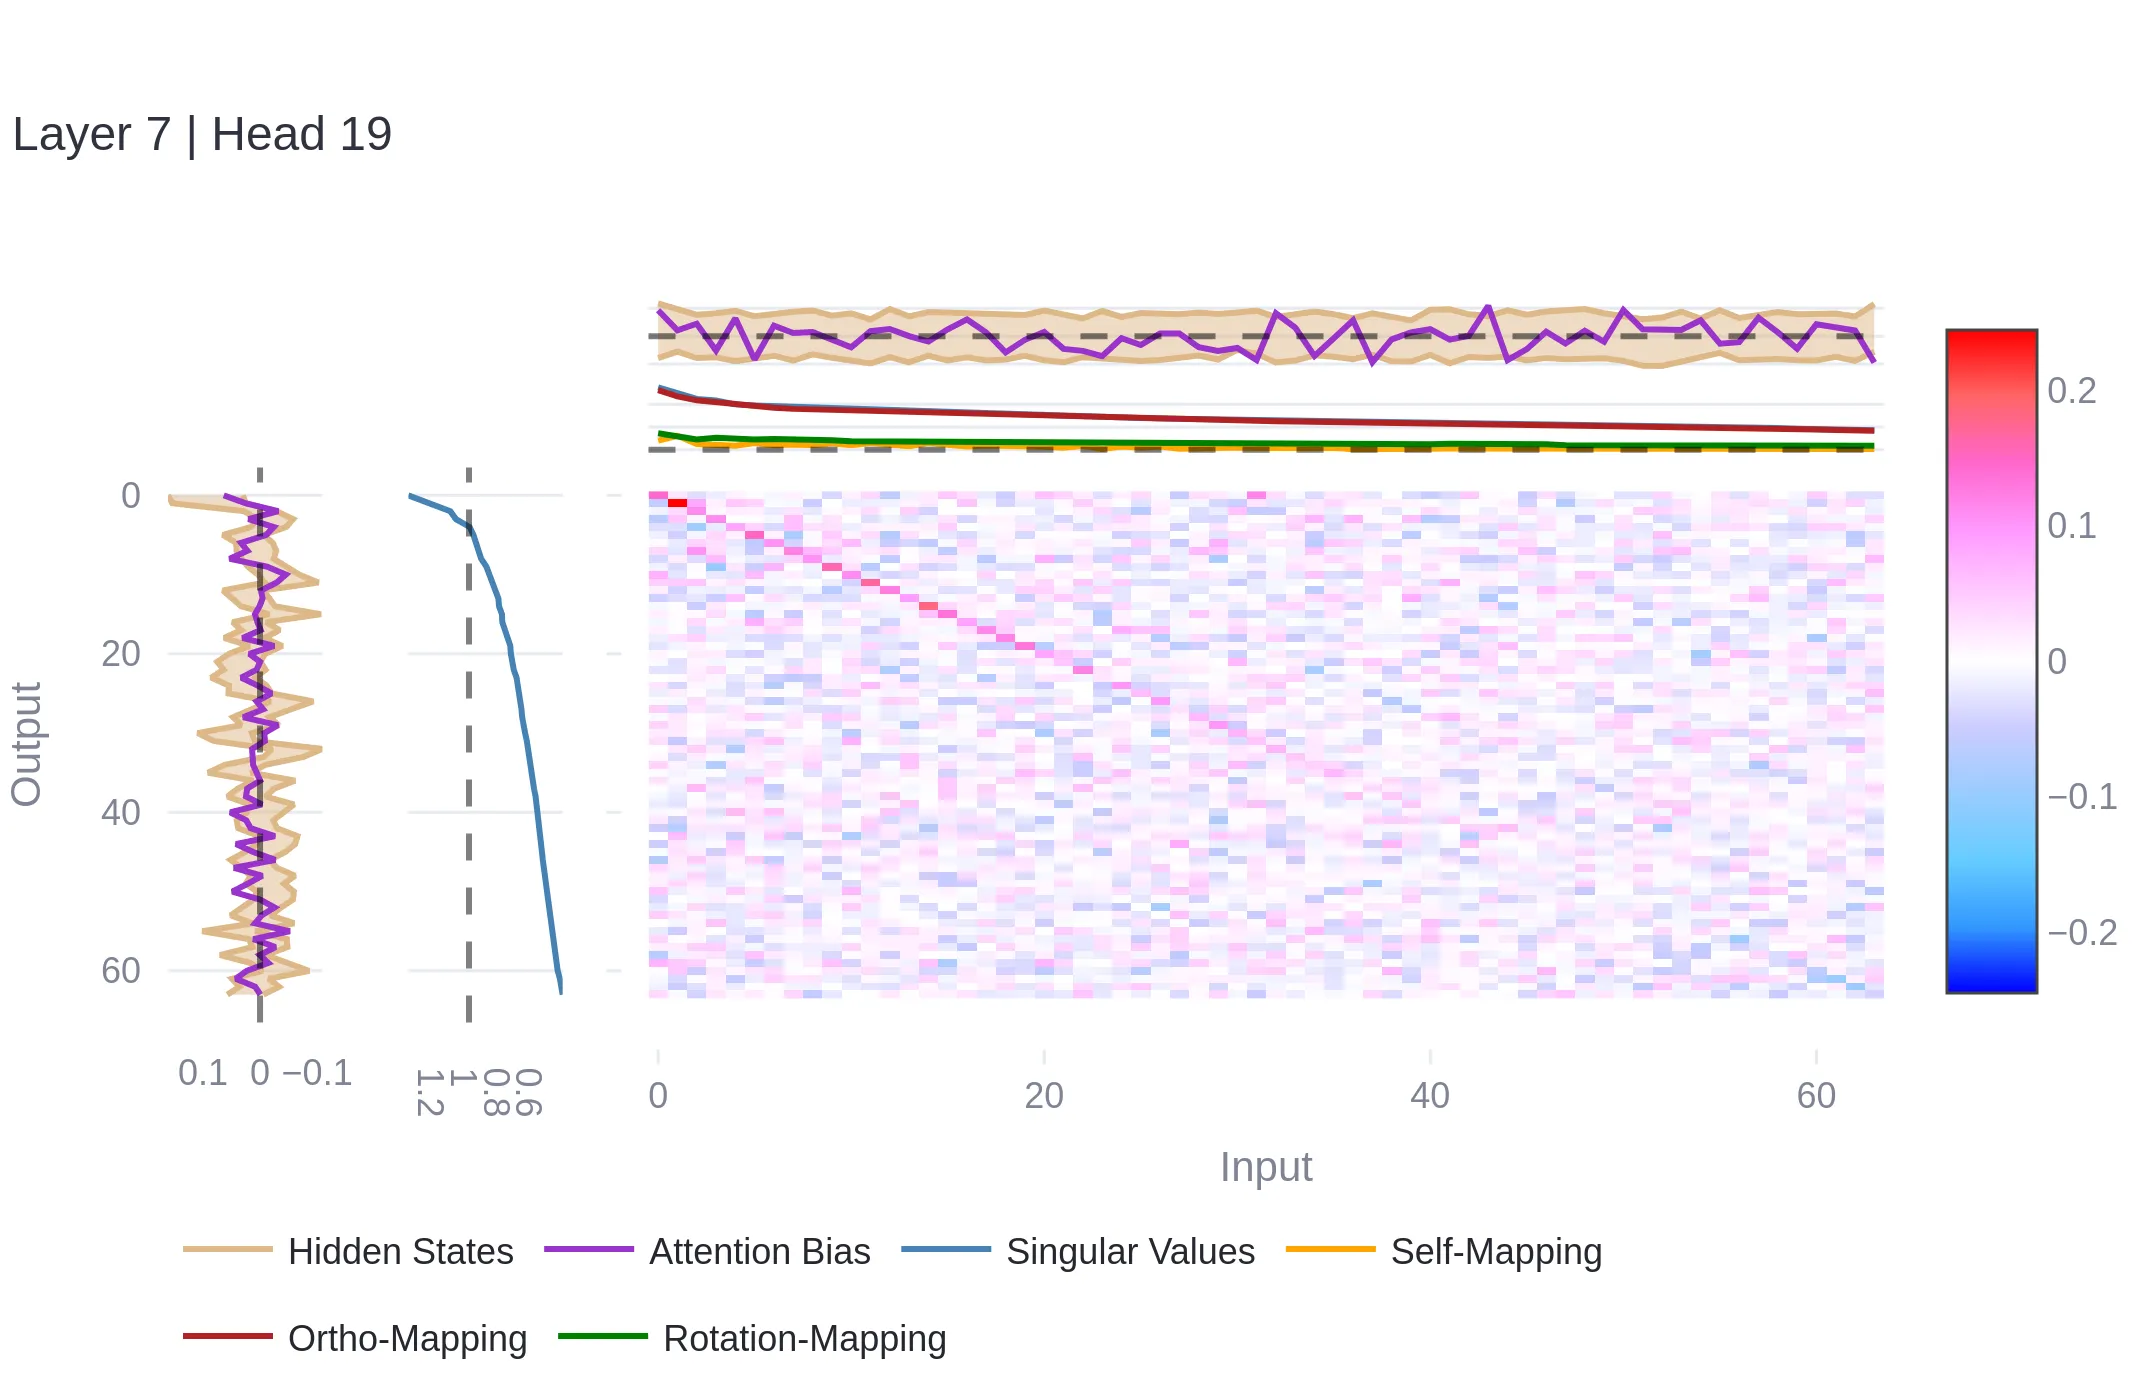 Layer 7 | Head 19
0
20
40
60
Output
0.1 0 −0.1
1.2 1 0.8 0.6
0 20 40 60
Input
0.2
0.1
0
−0.1
−0.2
Hidden States Attention Bias Singular Values Self-Mapping
Ortho-Mapping Rotation-Mapping